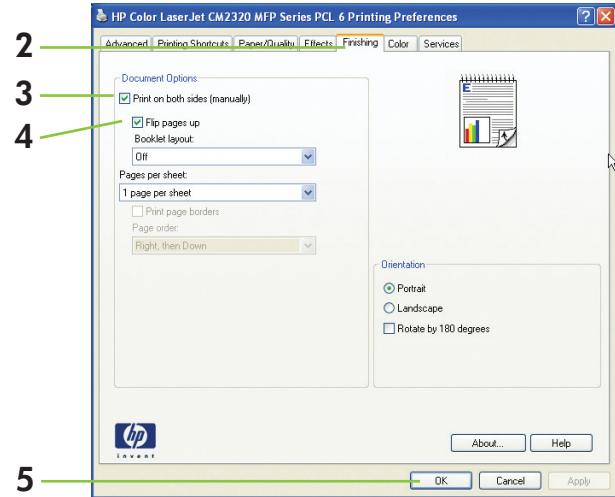 HP Color LaserJet CM2320 MFP Series PCL 6 Printing Preferences
2
Advanced Printing Shortcuts Paper/Quality Effects Finishing Color Services
Document Options
3
Print on both sides (manually)
4
Flip pages up
Booklet layout:
Off
Pages per sheet:
1 page per sheet
Print page borders
Page order:
Right, then Down
E
Orientation
Portrait
Landscape
Rotate by 180 degrees
hp
invent
About... Help
5
OK Cancel Apply